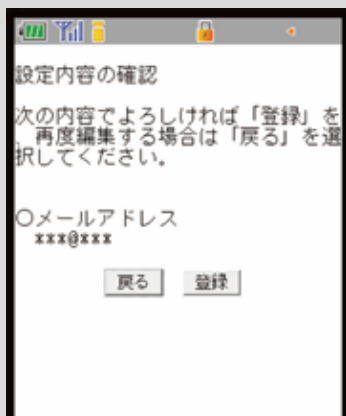 設定内容の確認
次の内容でよろしければ「登録」を
、再度編集する場合は「戻る」を選
択してください。
○メールアドレス
***@***
戻る 登録